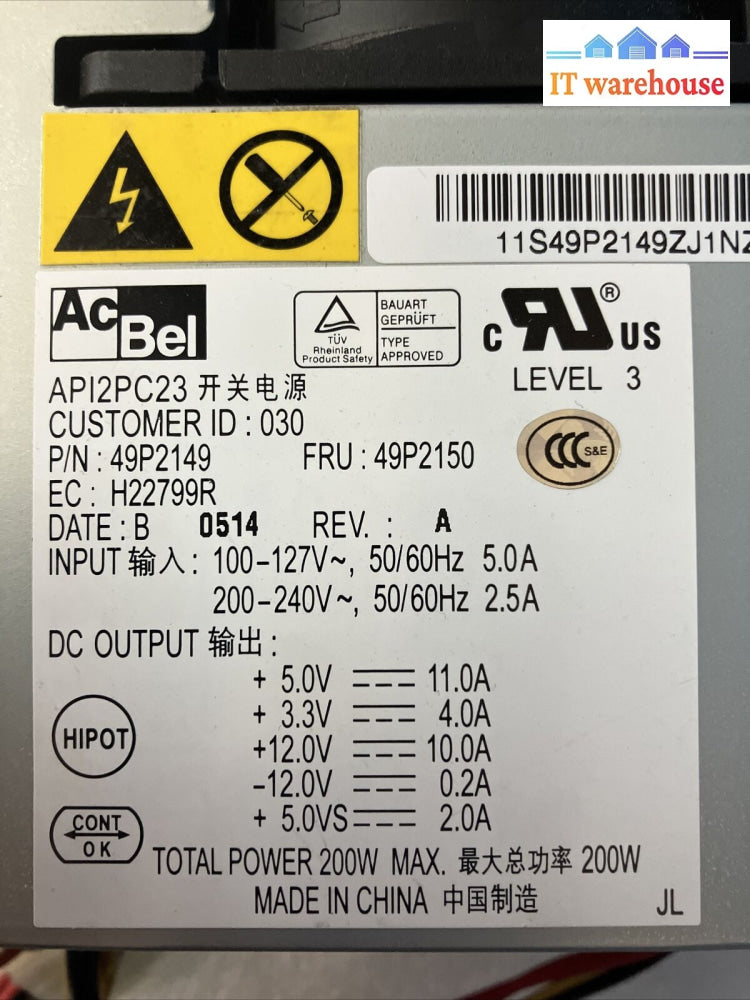 IT warehouse
11S49P2149ZJ1NZ
AcBel
TÜV
Rheinland
Product Safety
BAUART
GEPRÜFT
TYPE
APPROVED
C RU US
®
LEVEL 3
API2PC23 开关电源
CUSTOMER ID : 030
P/N : 49P2149 FRU : 49P2150
CCC S&E
EC : H22799R
DATE : B 0514 REV. : A
INPUT 输入 : 100-127V~, 50/60Hz 5.0A
200-240V~, 50/60Hz 2.5A
DC OUTPUT 输出 :
+ 5.0V 11.0A
+ 3.3V 4.0A
+12.0V 10.0A
-12.0V 0.2A
+ 5.0VS 2.0A
HIPOT
CONT
OK
TOTAL POWER 200W MAX. 最大总功率 200W
MADE IN CHINA 中国制造
JL